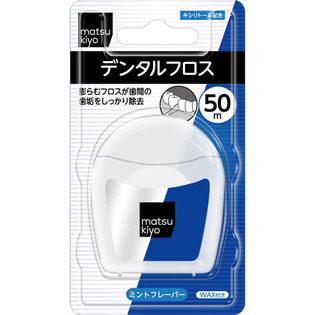 キシリトール配合
matsu
kiyo
デンタルフロス
膨らむフロスが歯間の
歯垢をしっかり除去
50
m
matsu
kiyo
ミントフレーバー
WAX付き